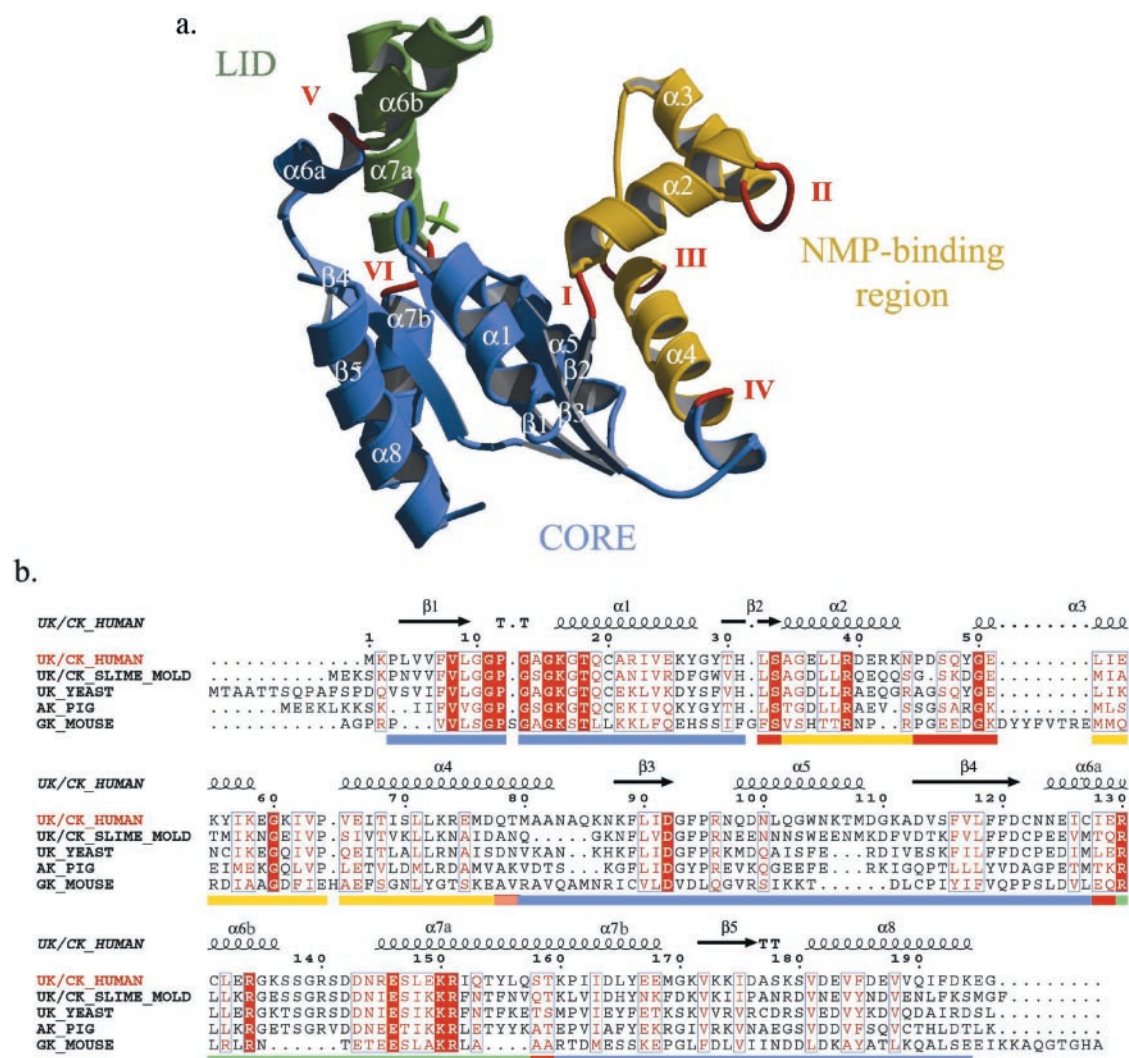 a.
LID
V
α6b
α6a
α7a
α3
α2
II
NMP-binding
region
VI
III
I
β4
α7b
α1
α5
β2
α4
β5
β1
β3
IV
α8
CORE
b.
UK/CK_HUMAN
β1 T.T α1 β2 α2 α3
1 10 20 30 40 50
UK/CK_HUMAN .................MKPLVVFVLGGP.GAGKGTQCARIVEKYGYTH.LSAGELLRDERKNPDSQYGE........LIE
UK/CK_SLIME_MOLD ..............MEKSKPNVVFVLGGP.GSGKGTQCANIVRDFGWVH.LSAGDLLRQEQQS.GSKDGE........MIA
UK_YEAST MTAATTSQPAFSPDQVSVIFVLGGP.GSGKGTQCEKLVKDYSFVH.LSAGDLLRAEQGRAGSQYGE........LIK
AK_PIG ......MEEKLKKSK.IIFVVGGP.GSGKGTQCEKIVQKYGYTH.LSTGDLLRAEVS.SGSARGK........MLS
GK_MOUSE .............AGPRP...VVLSGPSGAGKSTLLKKLFQEHSSIFGFSVSHTTRNP..RPGEEDGKDYYFVTREMMQ
UK/CK_HUMAN
α4 β3 α5 β4 α6a
60 70 80 90 100 110 120 130
UK/CK_HUMAN KYIKEGKIVP.VEITISLLKREMDQTMAANAQKNKFLIDGFPRNQDNLQGWNKTMDGKADVSFVLFFDCNNEICIER
UK/CK_SLIME_MOLD TMIKNGEIVP.SIVTVKLLKNAIDANQ.....GKNFLVDGFPRNEENNNSWEENMKDFVDTKFVLFFDCPEEVMTQR
UK_YEAST NCIKEGQIVP.QEITLALLRNAISDNVKAN..KHKFLIDGFPRKMDQAISFE...RDIVESKFILFFDCPEDIMLER
AK_PIG EIMEKGQLVP.LETVLDMLRDAMVAKVDTS..KGFLIDGYPREVKQGEEFE...RKIGQPTLLLYVDAGPETMTKR
GK_MOUSE RDIAAGDFIEHAEFSGNLYGTSKEAVRAVQAMNRICVLDVDLQGVRSIKKT....DLCPIYIFVQPPSLDVLEQR
UK/CK_HUMAN
α6b α7a α7b β5 TT α8
140 150 160 170 180 190
UK/CK_HUMAN CLERGKSSGRSDDNRESLEKRIQTYLQSTKPIIDLYEEMGKVKKIDASKSVDEVFDEVVQIFDKEG.........
UK/CK_SLIME_MOLD LLKRGESSGRSDDNIESIKKRFNTFNVQTKLVIDHYNKFDKVKIIPANRDVNEVYNDVENLFKSMGF........
UK_YEAST LLERGKTSGRSDDNIESIKKRFNTFKETSMPVIEYFETKSKVVRVRCDRSVEDVYKDVQDAIRDSL.........
AK_PIG LLKRGETSGRVDDNEETIKKRLETYYKATEPVIAFYEKRGIVRKVNAEGSVDDVFSQVCTHLDTLK.........
GK_MOUSE LRLRN.....TETEESLAKRLA...AARTDMESSKEPGLFDLVIINDDLDKAYATLKQALSEEIKKAQGTGHA